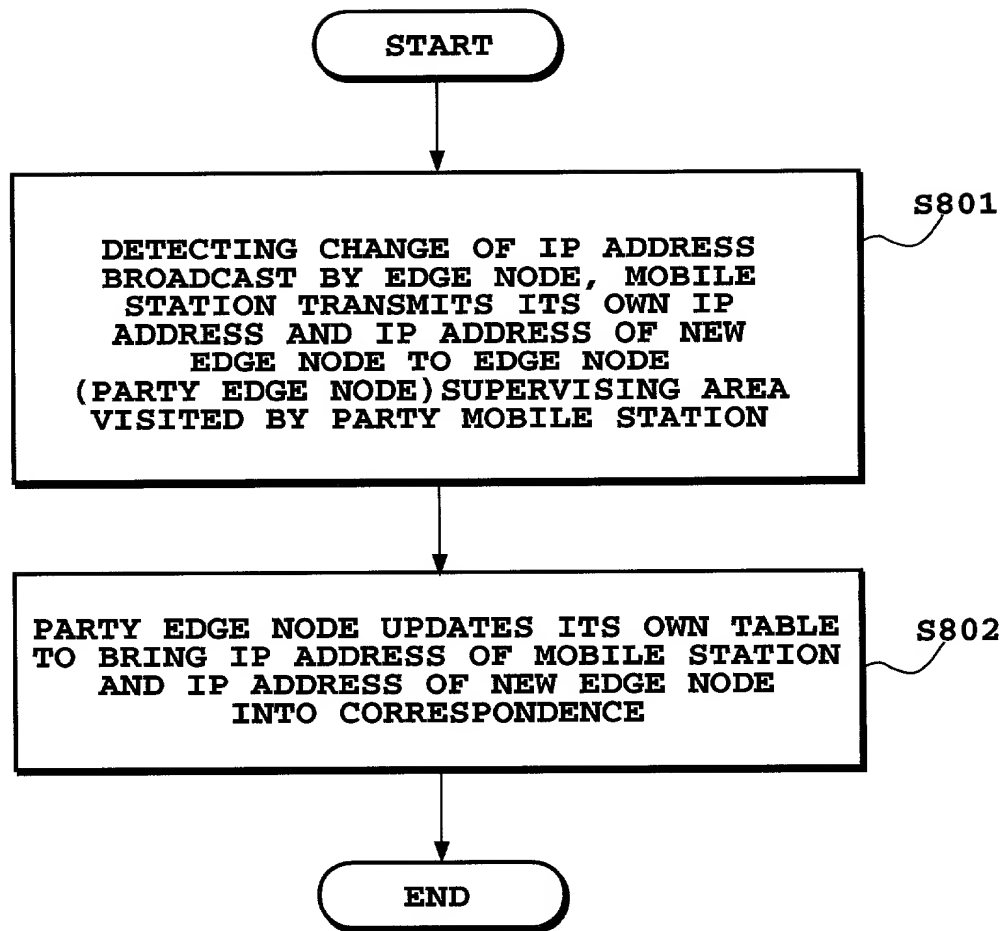 START
S801
DETECTING CHANGE OF IP ADDRESS
BROADCAST BY EDGE NODE, MOBILE
STATION TRANSMITS ITS OWN IP
ADDRESS AND IP ADDRESS OF NEW
EDGE NODE TO EDGE NODE
(PARTY EDGE NODE)SUPERVISING AREA
VISITED BY PARTY MOBILE STATION
S802
PARTY EDGE NODE UPDATES ITS OWN TABLE
TO BRING IP ADDRESS OF MOBILE STATION
AND IP ADDRESS OF NEW EDGE NODE
INTO CORRESPONDENCE
END